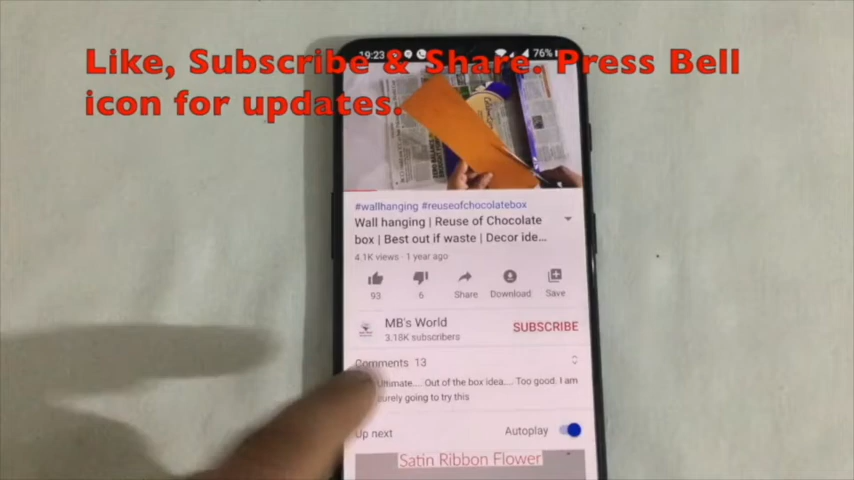 Like, Subscribe & Share. Press Bell
icon for updates.
19:23
76%
#wallhanging #reuseofchocolatebox
Wall hanging | Reuse of Chocolate
box | Best out if waste | Decor ide...
4.1K views · 1 year ago
93
6
Share
Download
Save
MB's World
3.18K subscribers
SUBSCRIBE
Comments 13
Ultimate.... Out of the box idea.... Too good. I am
surely going to try this
Up next
Autoplay
Satin Ribbon Flower